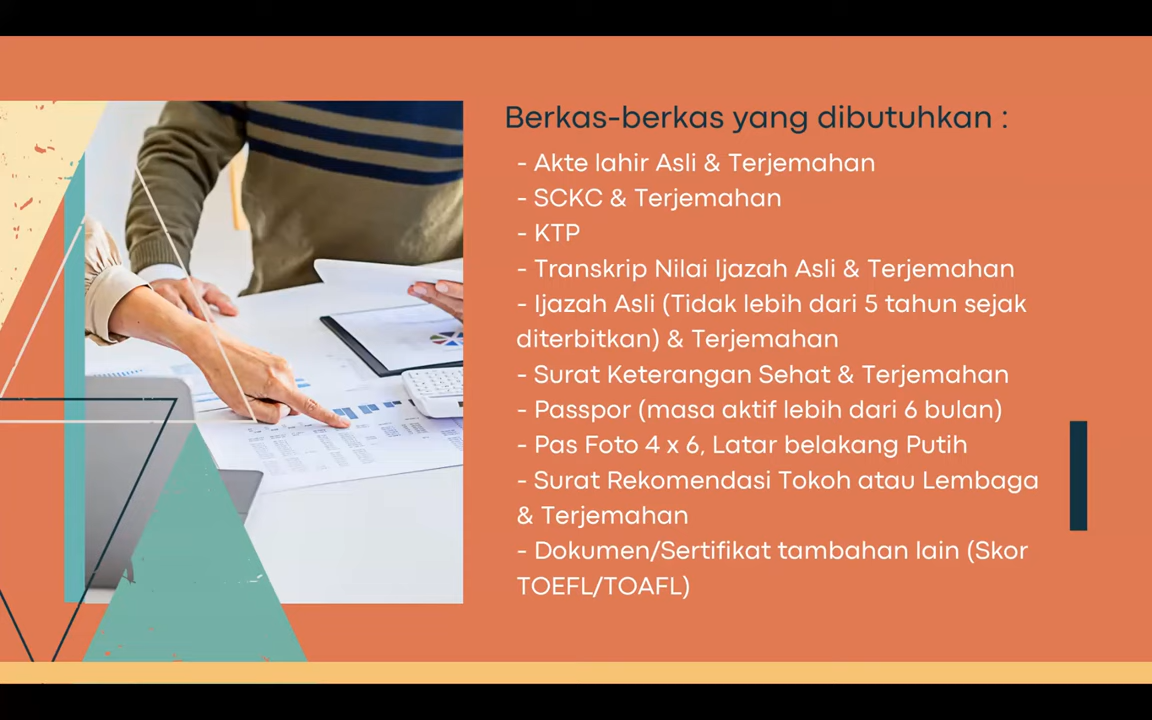 Berkas-berkas yang dibutuhkan :
- Akte lahir Asli & Terjemahan
- SCKC & Terjemahan
- KTP
- Transkrip Nilai Ijazah Asli & Terjemahan
- Ijazah Asli (Tidak lebih dari 5 tahun sejak
diterbitkan) & Terjemahan
- Surat Keterangan Sehat & Terjemahan
- Passpor (masa aktif lebih dari 6 bulan)
- Pas Foto 4 x 6, Latar belakang Putih
- Surat Rekomendasi Tokoh atau Lembaga
& Terjemahan
- Dokumen/Sertifikat tambahan lain (Skor
TOEFL/TOAFL)